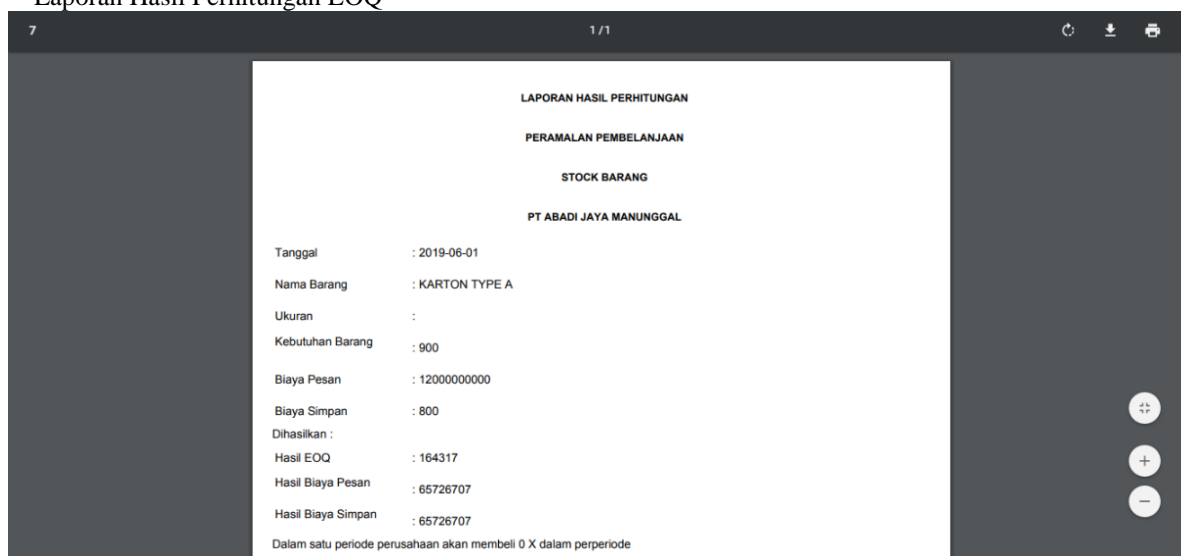 Laporan Hasil Perhitungan EOQ
7 1 / 1
LAPORAN HASIL PERHITUNGAN
PERAMALAN PEMBELANJAAN
STOCK BARANG
PT ABADI JAYA MANUNGGAL
Tanggal : 2019-06-01
Nama Barang : KARTON TYPE A
Ukuran :
Kebutuhan Barang : 900
Biaya Pesan : 12000000000
Biaya Simpan : 800
Dihasilkan :
Hasil EOQ : 164317
Hasil Biaya Pesan : 65726707
Hasil Biaya Simpan : 65726707
Dalam satu periode perusahaan akan membeli 0 X dalam perperiode